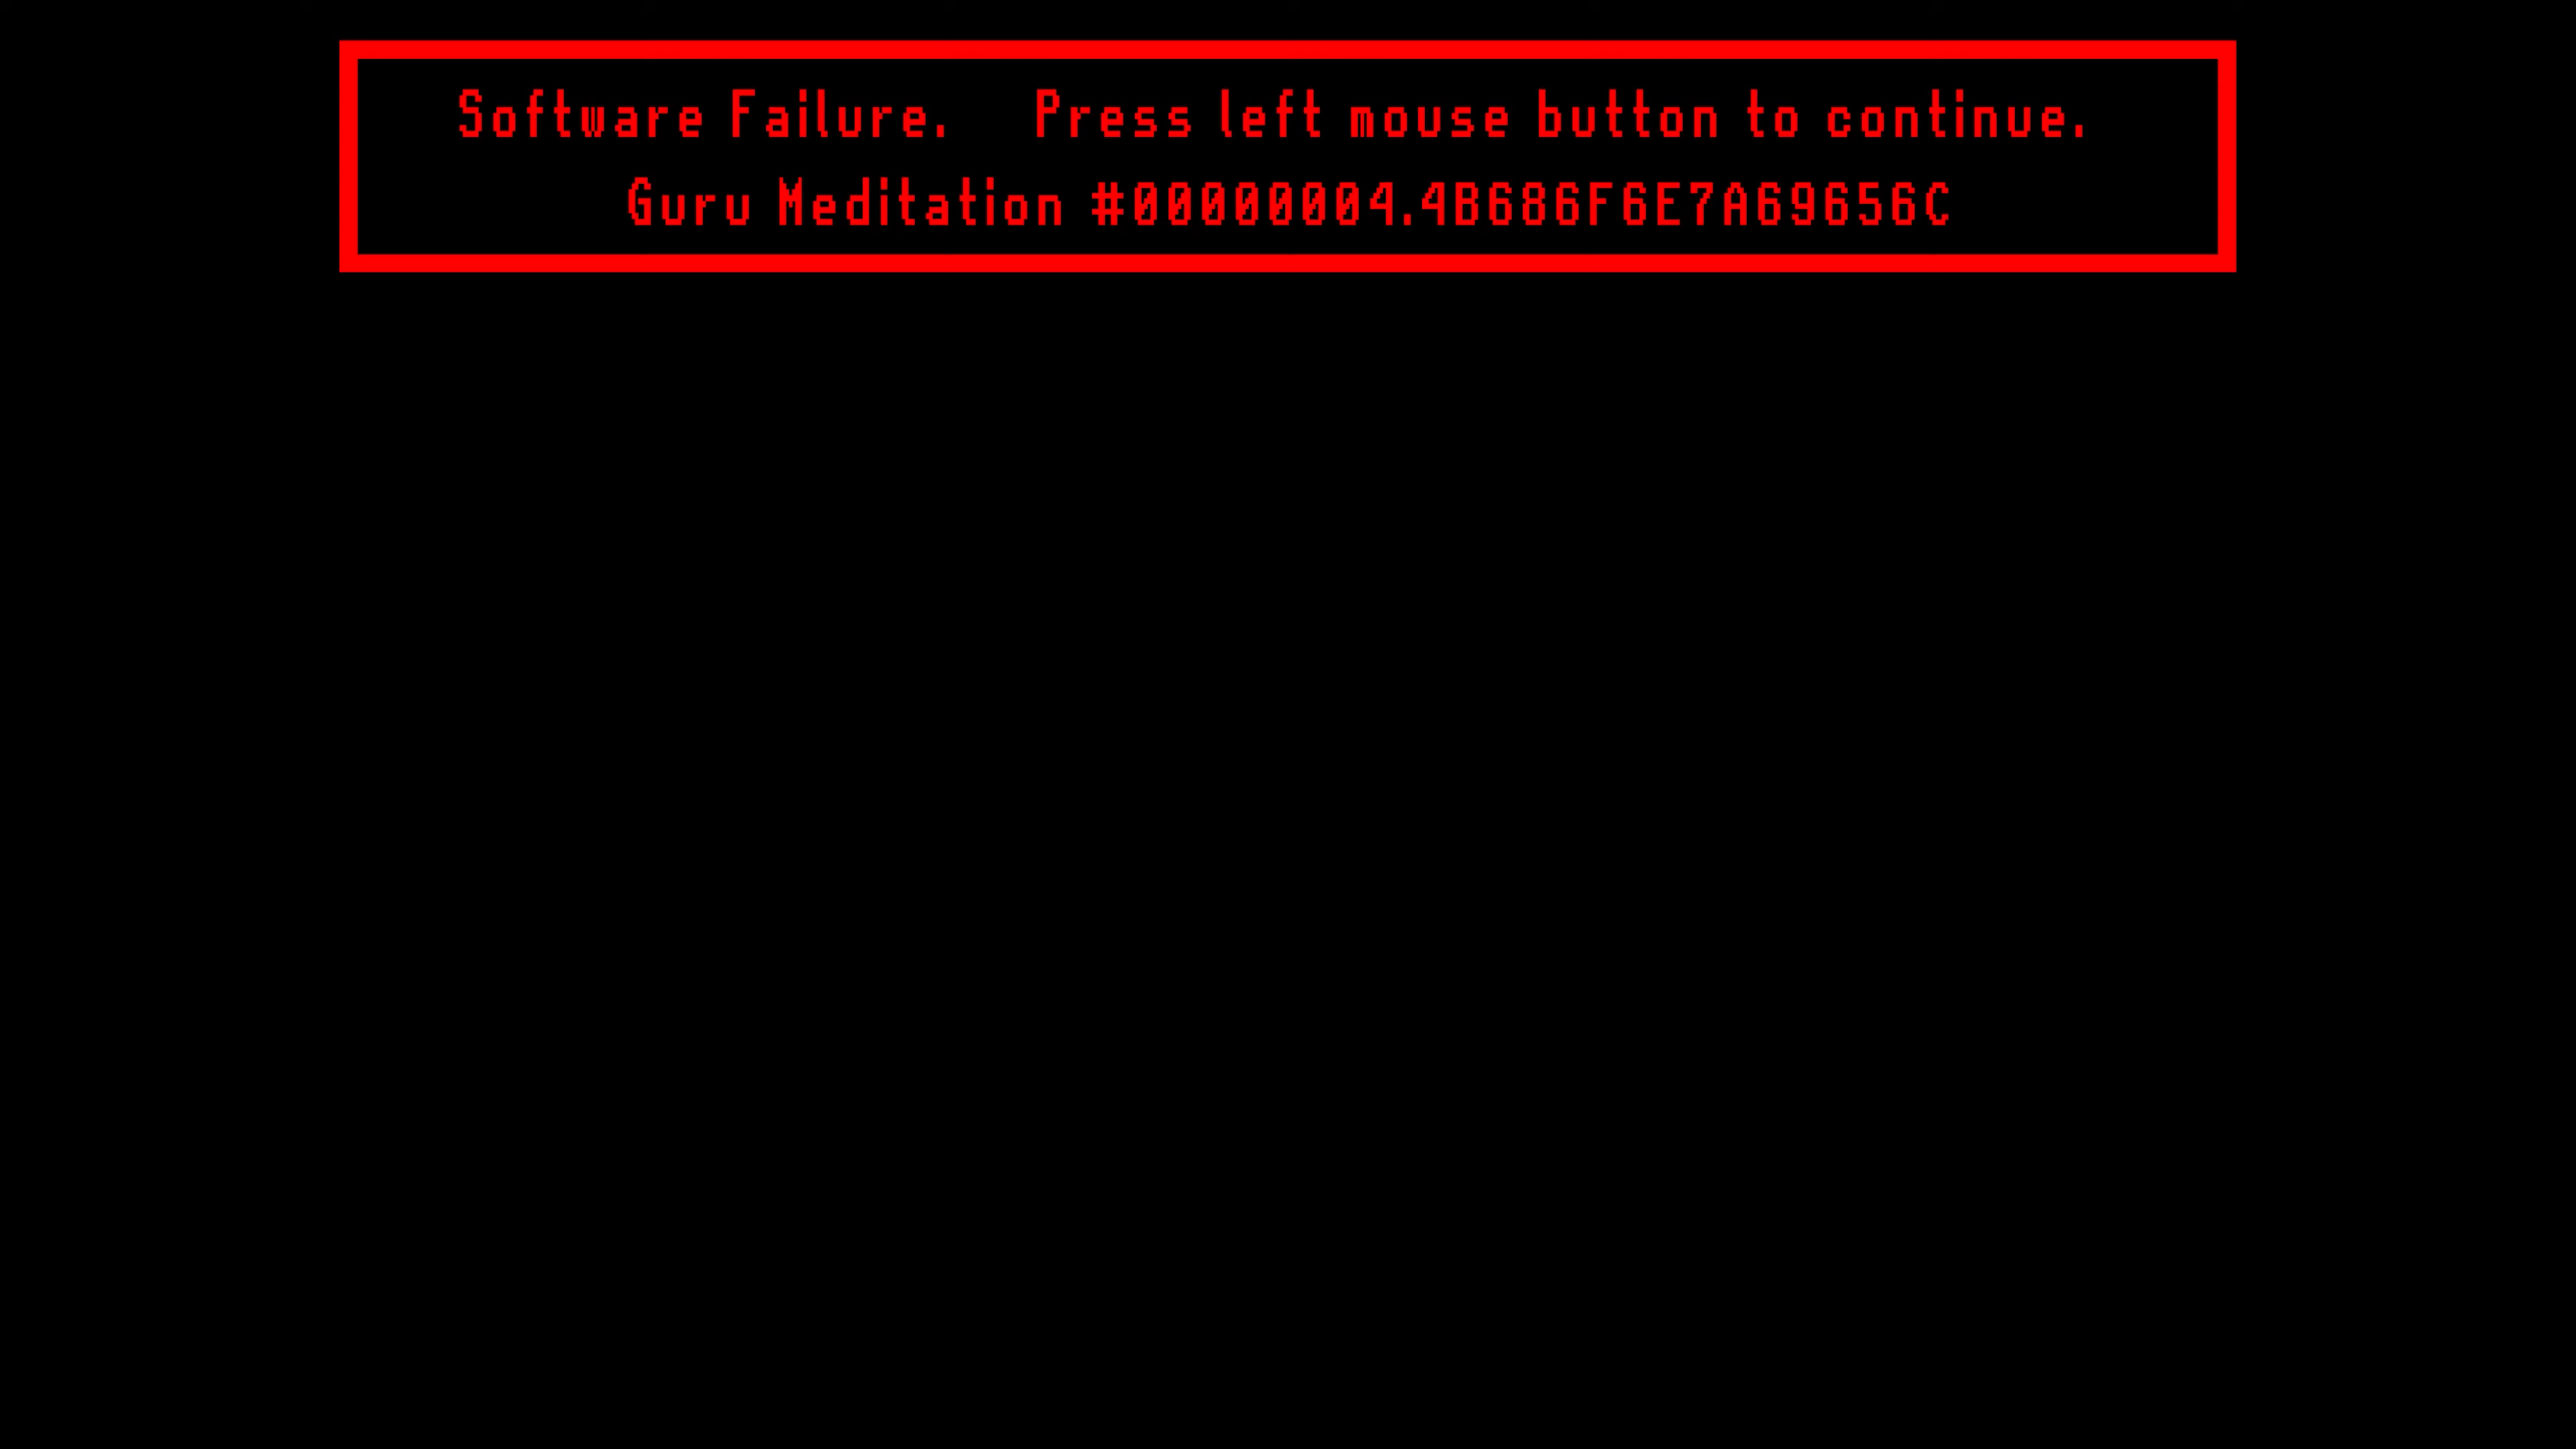 Software Failure.   Press left mouse button to continue.
Guru Meditation #00000004.4B686F6E7A69656C